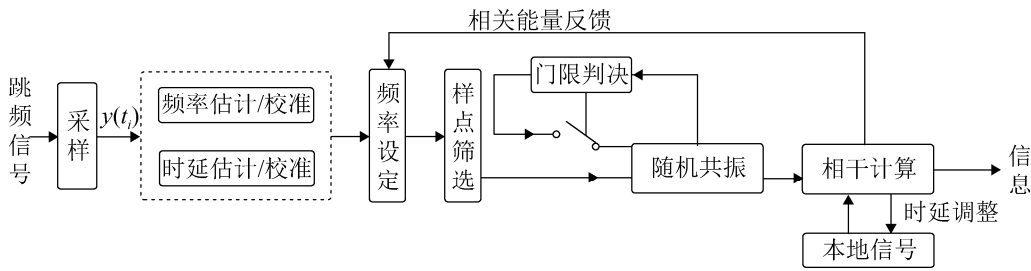 相关能量反馈
跳频信号
采样
y(tᵢ)
频率估计/校准
时延估计/校准
频率设定
样点筛选
门限判决
随机共振
相干计算
信息
时延调整
本地信号